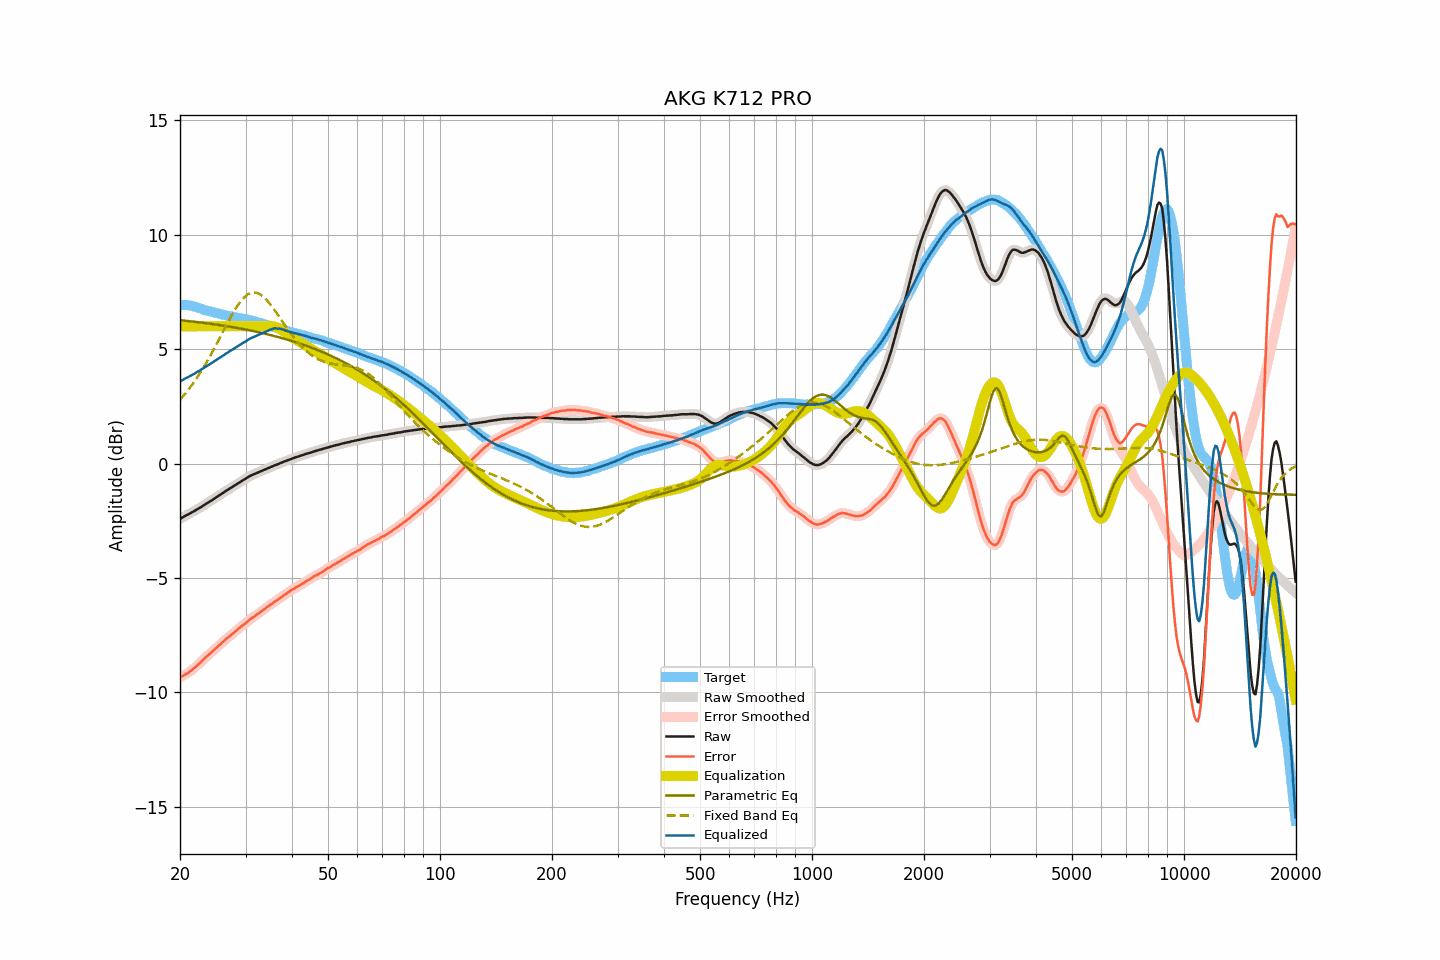 AKG K712 PRO
15
10
5
0
−5
−10
−15
Amplitude (dBr)
Target
Raw Smoothed
Error Smoothed
Raw
Error
Equalization
Parametric Eq
Fixed Band Eq
Equalized
20 50 100 200 500 1000 2000 5000 10000 20000
Frequency (Hz)